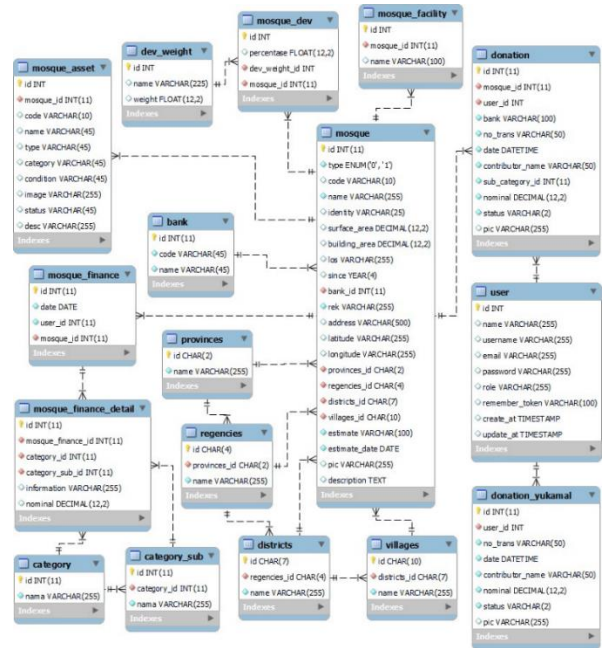 mosque_asset
id INT
mosque_id INT(11)
code VARCHAR(10)
name VARCHAR(45)
type VARCHAR(45)
category VARCHAR(45)
condition VARCHAR(45)
image VARCHAR(255)
status VARCHAR(45)
desc VARCHAR(255)
Indexes
dev_weight
id INT
name VARCHAR(225)
weight FLOAT(12,2)
Indexes
mosque_dev
id INT
percentase FLOAT(12,2)
dev_weight_id INT
mosque_id INT(11)
Indexes
mosque_facility
id INT
mosque_id INT(11)
name VARCHAR(100)
Indexes
donation
id INT(11)
mosque_id INT(11)
user_id INT
bank VARCHAR(100)
no_trans VARCHAR(50)
date DATETIME
contributor_name VARCHAR(50)
sub_category_id INT(11)
nominal DECIMAL(12,2)
status VARCHAR(2)
pic VARCHAR(255)
Indexes
mosque
id INT(11)
type ENUM('0', '1')
code VARCHAR(10)
name VARCHAR(255)
identity VARCHAR(25)
surface_area DECIMAL(12,2)
building_area DECIMAL(12,2)
los VARCHAR(255)
since YEAR(4)
bank_id INT(11)
rek VARCHAR(255)
address VARCHAR(500)
latitude VARCHAR(255)
longitude VARCHAR(255)
provinces_id CHAR(2)
regencies_id CHAR(4)
districts_id CHAR(7)
villages_id CHAR(10)
estimate VARCHAR(100)
estimate_date DATE
pic VARCHAR(255)
description TEXT
Indexes
bank
id INT(11)
code VARCHAR(45)
name VARCHAR(45)
Indexes
mosque_finance
id INT(11)
date DATE
user_id INT(11)
mosque_id INT(11)
Indexes
provinces
id CHAR(2)
name VARCHAR(255)
Indexes
user
id INT
name VARCHAR(255)
username VARCHAR(255)
email VARCHAR(255)
password VARCHAR(255)
role VARCHAR(255)
remember_token VARCHAR(100)
create_at TIMESTAMP
update_at TIMESTAMP
Indexes
mosque_finance_detail
id INT(11)
mosque_finance_id INT(11)
category_id INT(11)
category_sub_id INT(11)
information VARCHAR(255)
nominal DECIMAL(12,2)
Indexes
regencies
id CHAR(4)
provinces_id CHAR(2)
name VARCHAR(255)
Indexes
category
id INT(11)
nama VARCHAR(255)
Indexes
category_sub
id INT(11)
category_id INT(11)
nama VARCHAR(255)
Indexes
districts
id CHAR(7)
regencies_id CHAR(4)
name VARCHAR(255)
Indexes
villages
id CHAR(10)
districts_id CHAR(7)
name VARCHAR(255)
Indexes
donation_yukamal
id INT(11)
user_id INT
no_trans VARCHAR(50)
date DATETIME
contributor_name VARCHAR(50)
nominal DECIMAL(12,2)
status VARCHAR(2)
pic VARCHAR(255)
Indexes